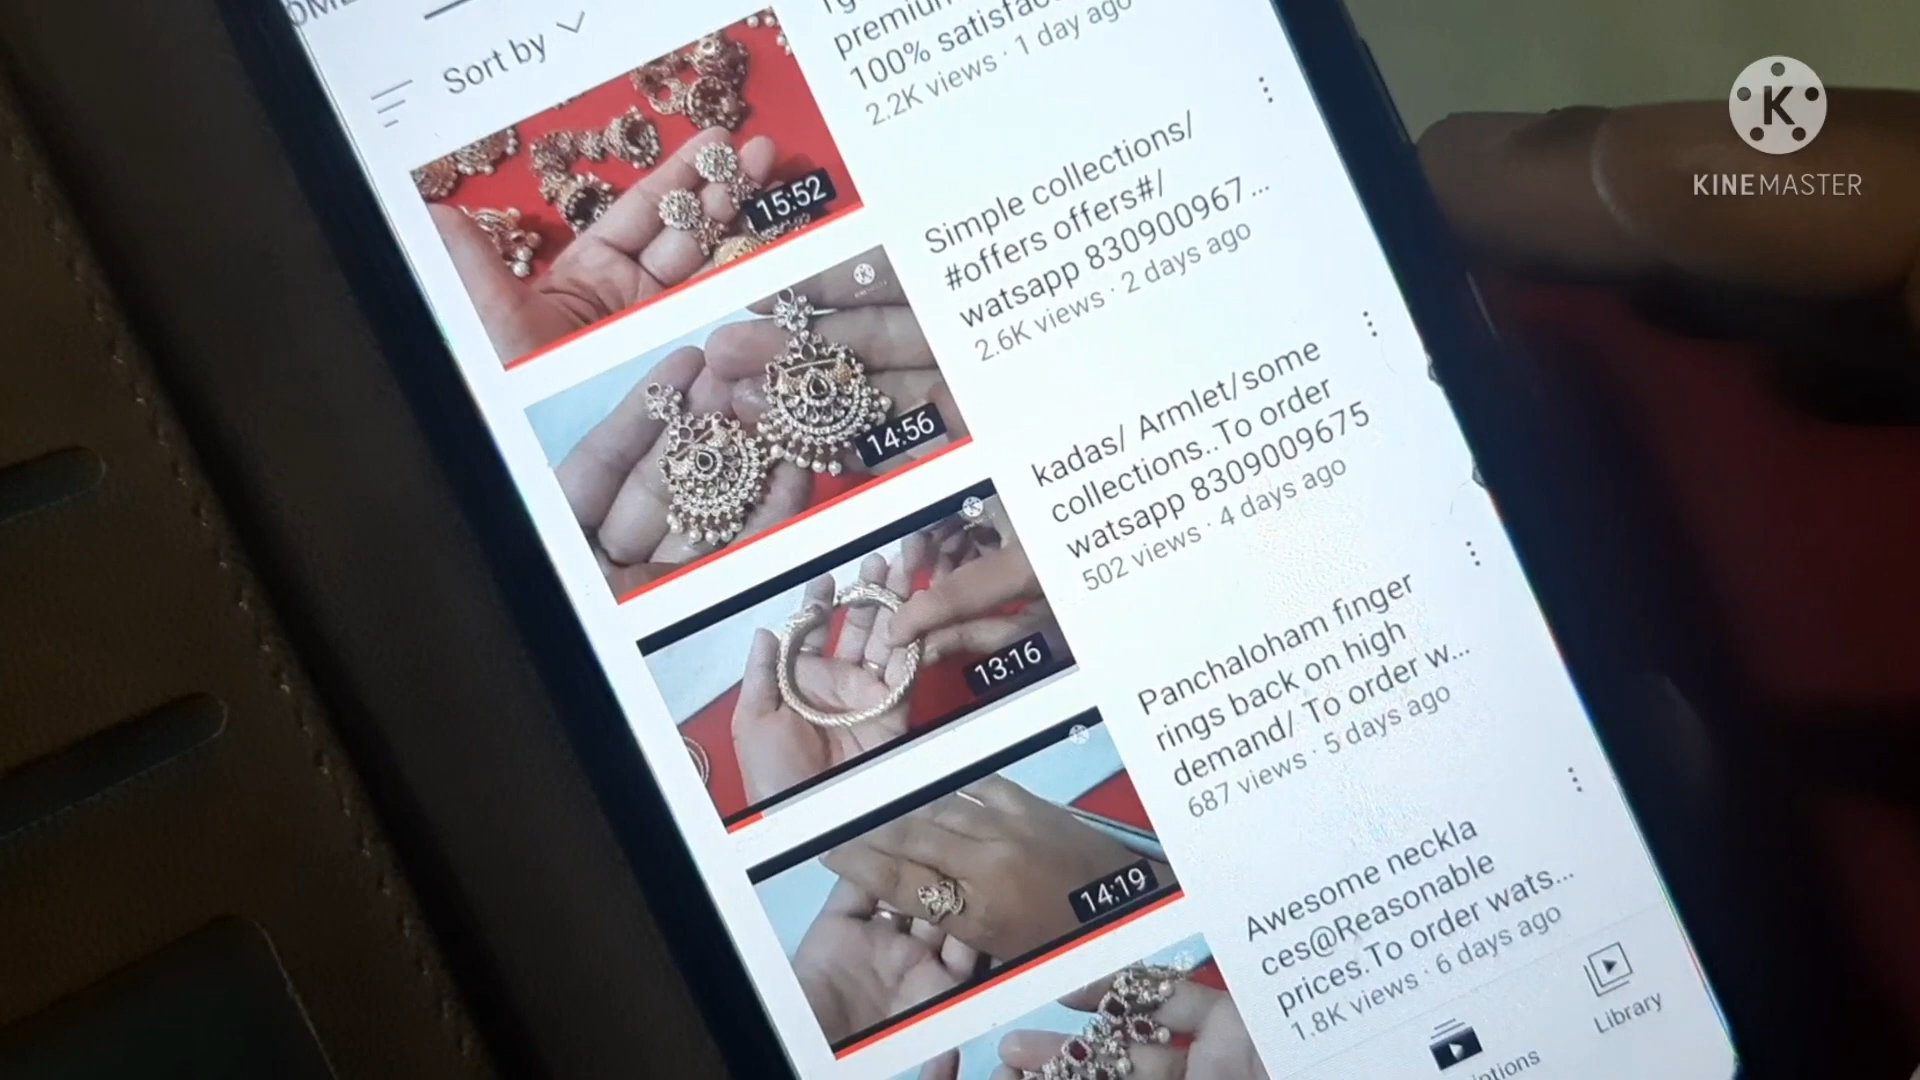 Sort by
premium
100% satisfac
2.2K views · 1 day ago
15:52
Simple collections/
#offers offers#/
watsapp 830900967...
2.6K views · 2 days ago
14:56
kadas/ Armlet/some
collections..To order
watsapp 8309009675
502 views · 4 days ago
13:16
Panchaloham finger
rings back on high
demand/ To order w...
687 views · 5 days ago
14:19
Awesome neckla
ces@Reasonable
prices.To order wats...
1.8K views · 6 days ago
Library
ptions
K
KINEMASTER